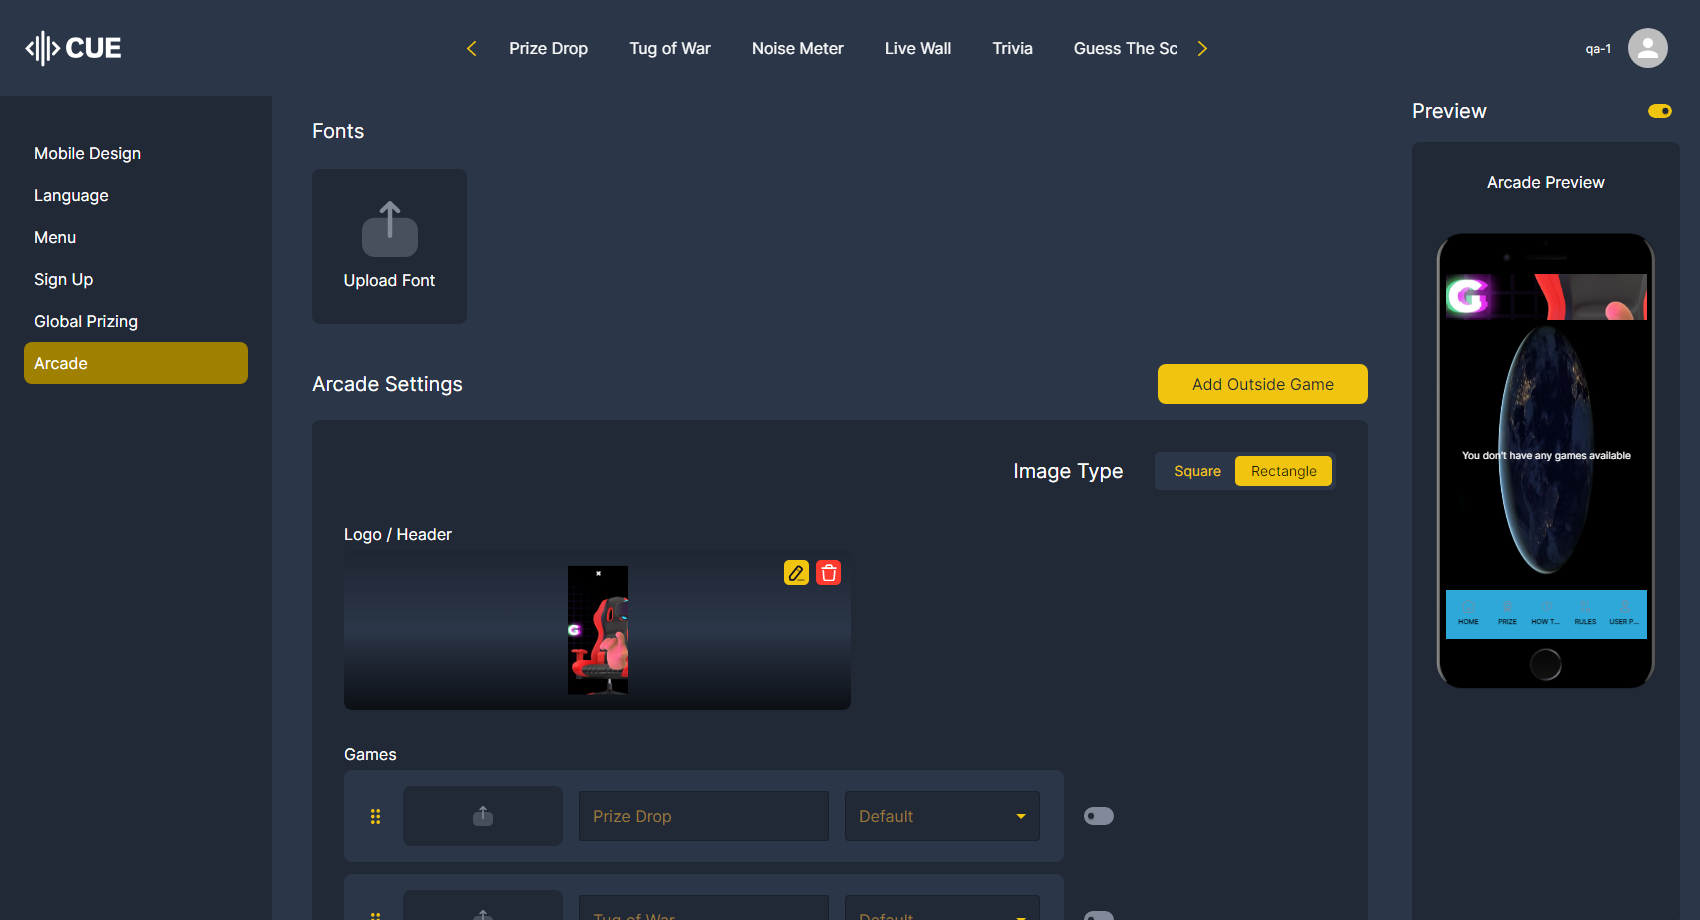 CUE
Prize Drop
Tug of War
Noise Meter
Live Wall
Trivia
Guess The Sc
qa-1
Mobile Design
Language
Menu
Sign Up
Global Prizing
Arcade
Fonts
Upload Font
Arcade Settings
Add Outside Game
Image Type
Square
Rectangle
Logo / Header
G
Games
Prize Drop
Default
Tug of War
Default
Preview
Arcade Preview
G
You don't have any games available
HOME
PRIZE
HOW T...
RULES
USER P...